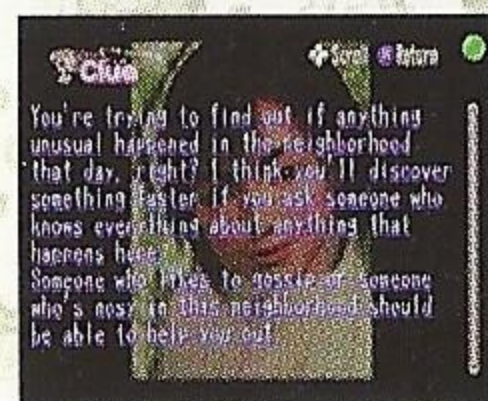 Clue
Scroll Return
You're trying to find out if anything
unusual happened in the neighborhood
that day, right? I think you'll discover
something faster if you ask someone who
knows everything about anything that
happens here.
Someone who likes to gossip or someone
who's nosy in this neighborhood should
be able to help you out.